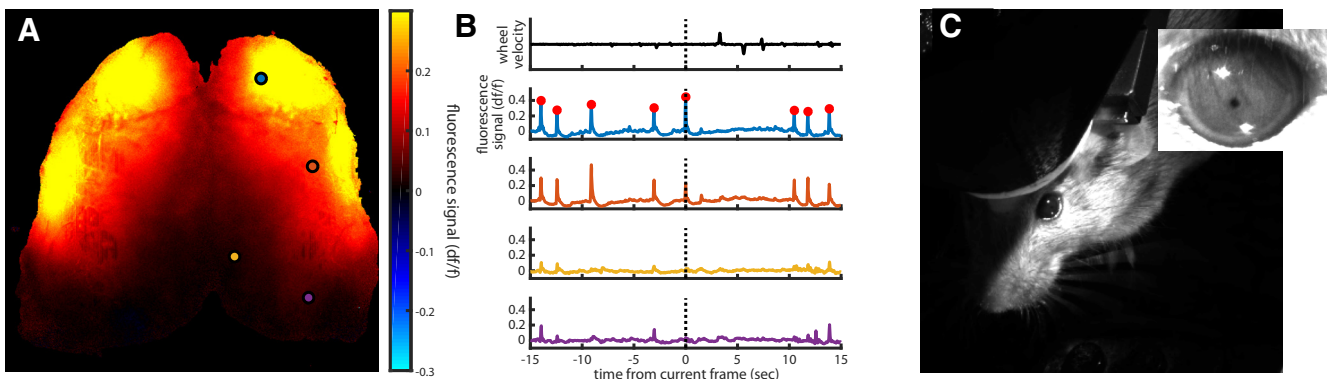 A
0.2
0.1
0
-0.1
-0.2
-0.3
fluorescence signal (df/f)
B
wheel
velocity
fluorescence
signal (df/f)
0.4
0.2
0
0.4
0.2
0
0.4
0.2
0
0.4
0.2
0
-15 -10 -5 0 5 10 15
time from current frame (sec)
C